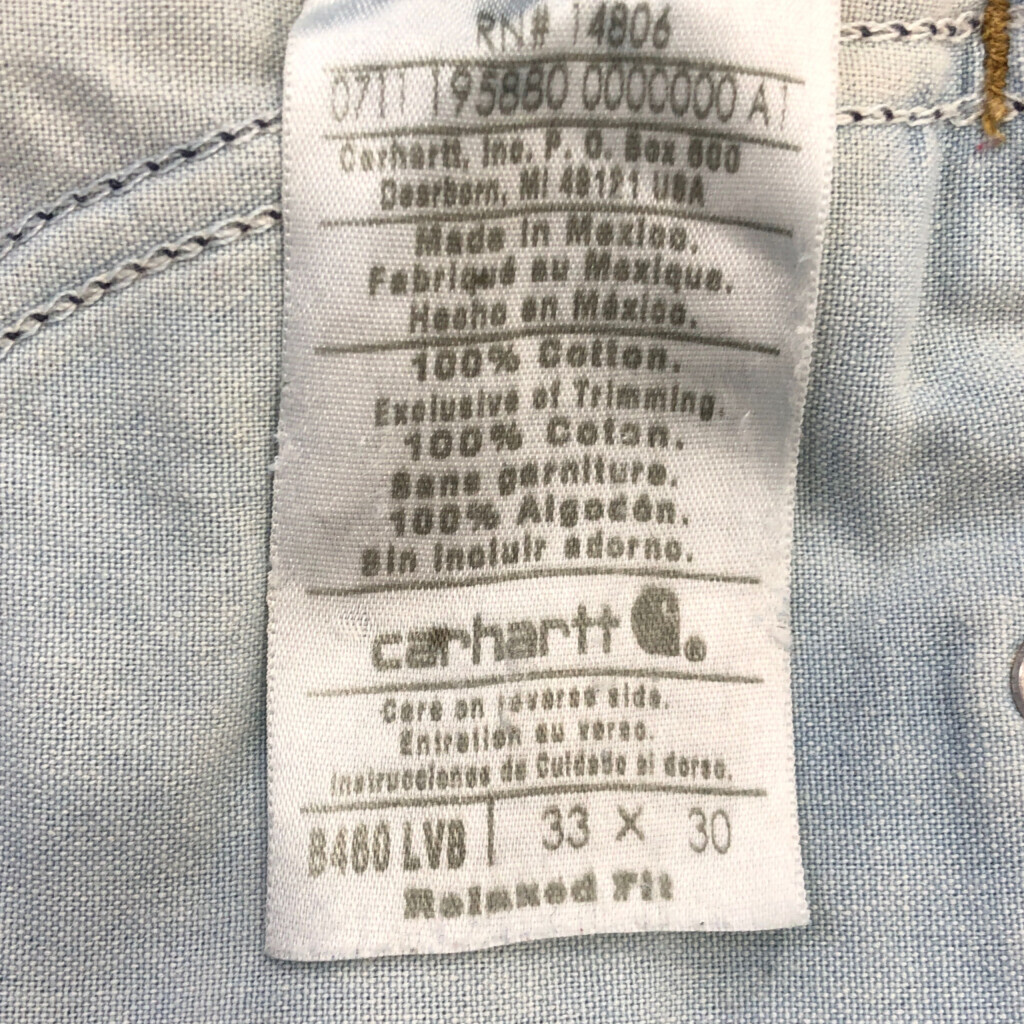 RN# 14806
0711 195880 0000000 A1
Carhartt, Inc. P. O. Box 600
Dearborn, MI 48121 USA
Made in Mexico.
Fabriqué au Mexique.
Hecho en México.
100% Cotton.
Exclusive of Trimming.
100% Coton.
Sans garniture.
100% Algodón.
Sin incluir adorno.
carhartt ®
Care on reverse side.
Entretien au verso.
Instrucciones de Cuidado al dorso.
B460 LVB | 33 X 30
Relaxed Fit